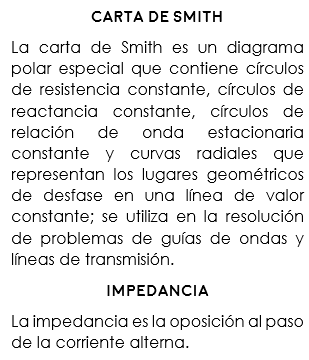 CARTA DE SMITH
La carta de Smith es un diagrama
polar especial que contiene círculos
de resistencia constante, círculos de
reactancia constante, círculos de
relación de onda estacionaria
constante y curvas radiales que
representan los lugares geométricos
de desfase en una línea de valor
constante; se utiliza en la resolución
de problemas de guías de ondas y
líneas de transmisión.
IMPEDANCIA
La impedancia es la oposición al paso
de la corriente alterna.